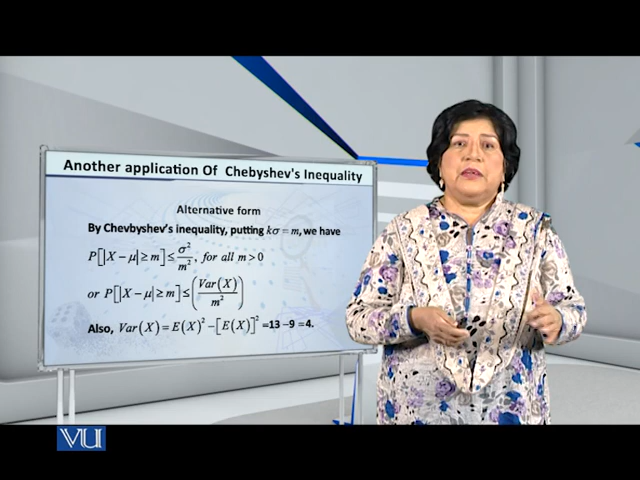 Another application Of Chebyshev's Inequality
Alternative form
By Chevbyshev's inequality, putting kσ = m, we have
P[|X − μ| ≥ m] ≤ σ²/m², for all m > 0
or P[|X − μ| ≥ m] ≤ (Var(X)/m²)
Also, Var(X) = E(X)² − [E(X)]² =13 −9 =4.
VU